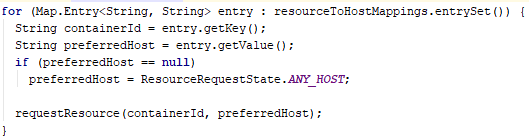 for (Map.Entry<String, String> entry : resourceToHostMappings.entrySet()) {
  String containerId = entry.getKey();
  String preferredHost = entry.getValue();
  if (preferredHost == null)
    preferredHost = ResourceRequestState.ANY_HOST;

  requestResource(containerId, preferredHost);
}